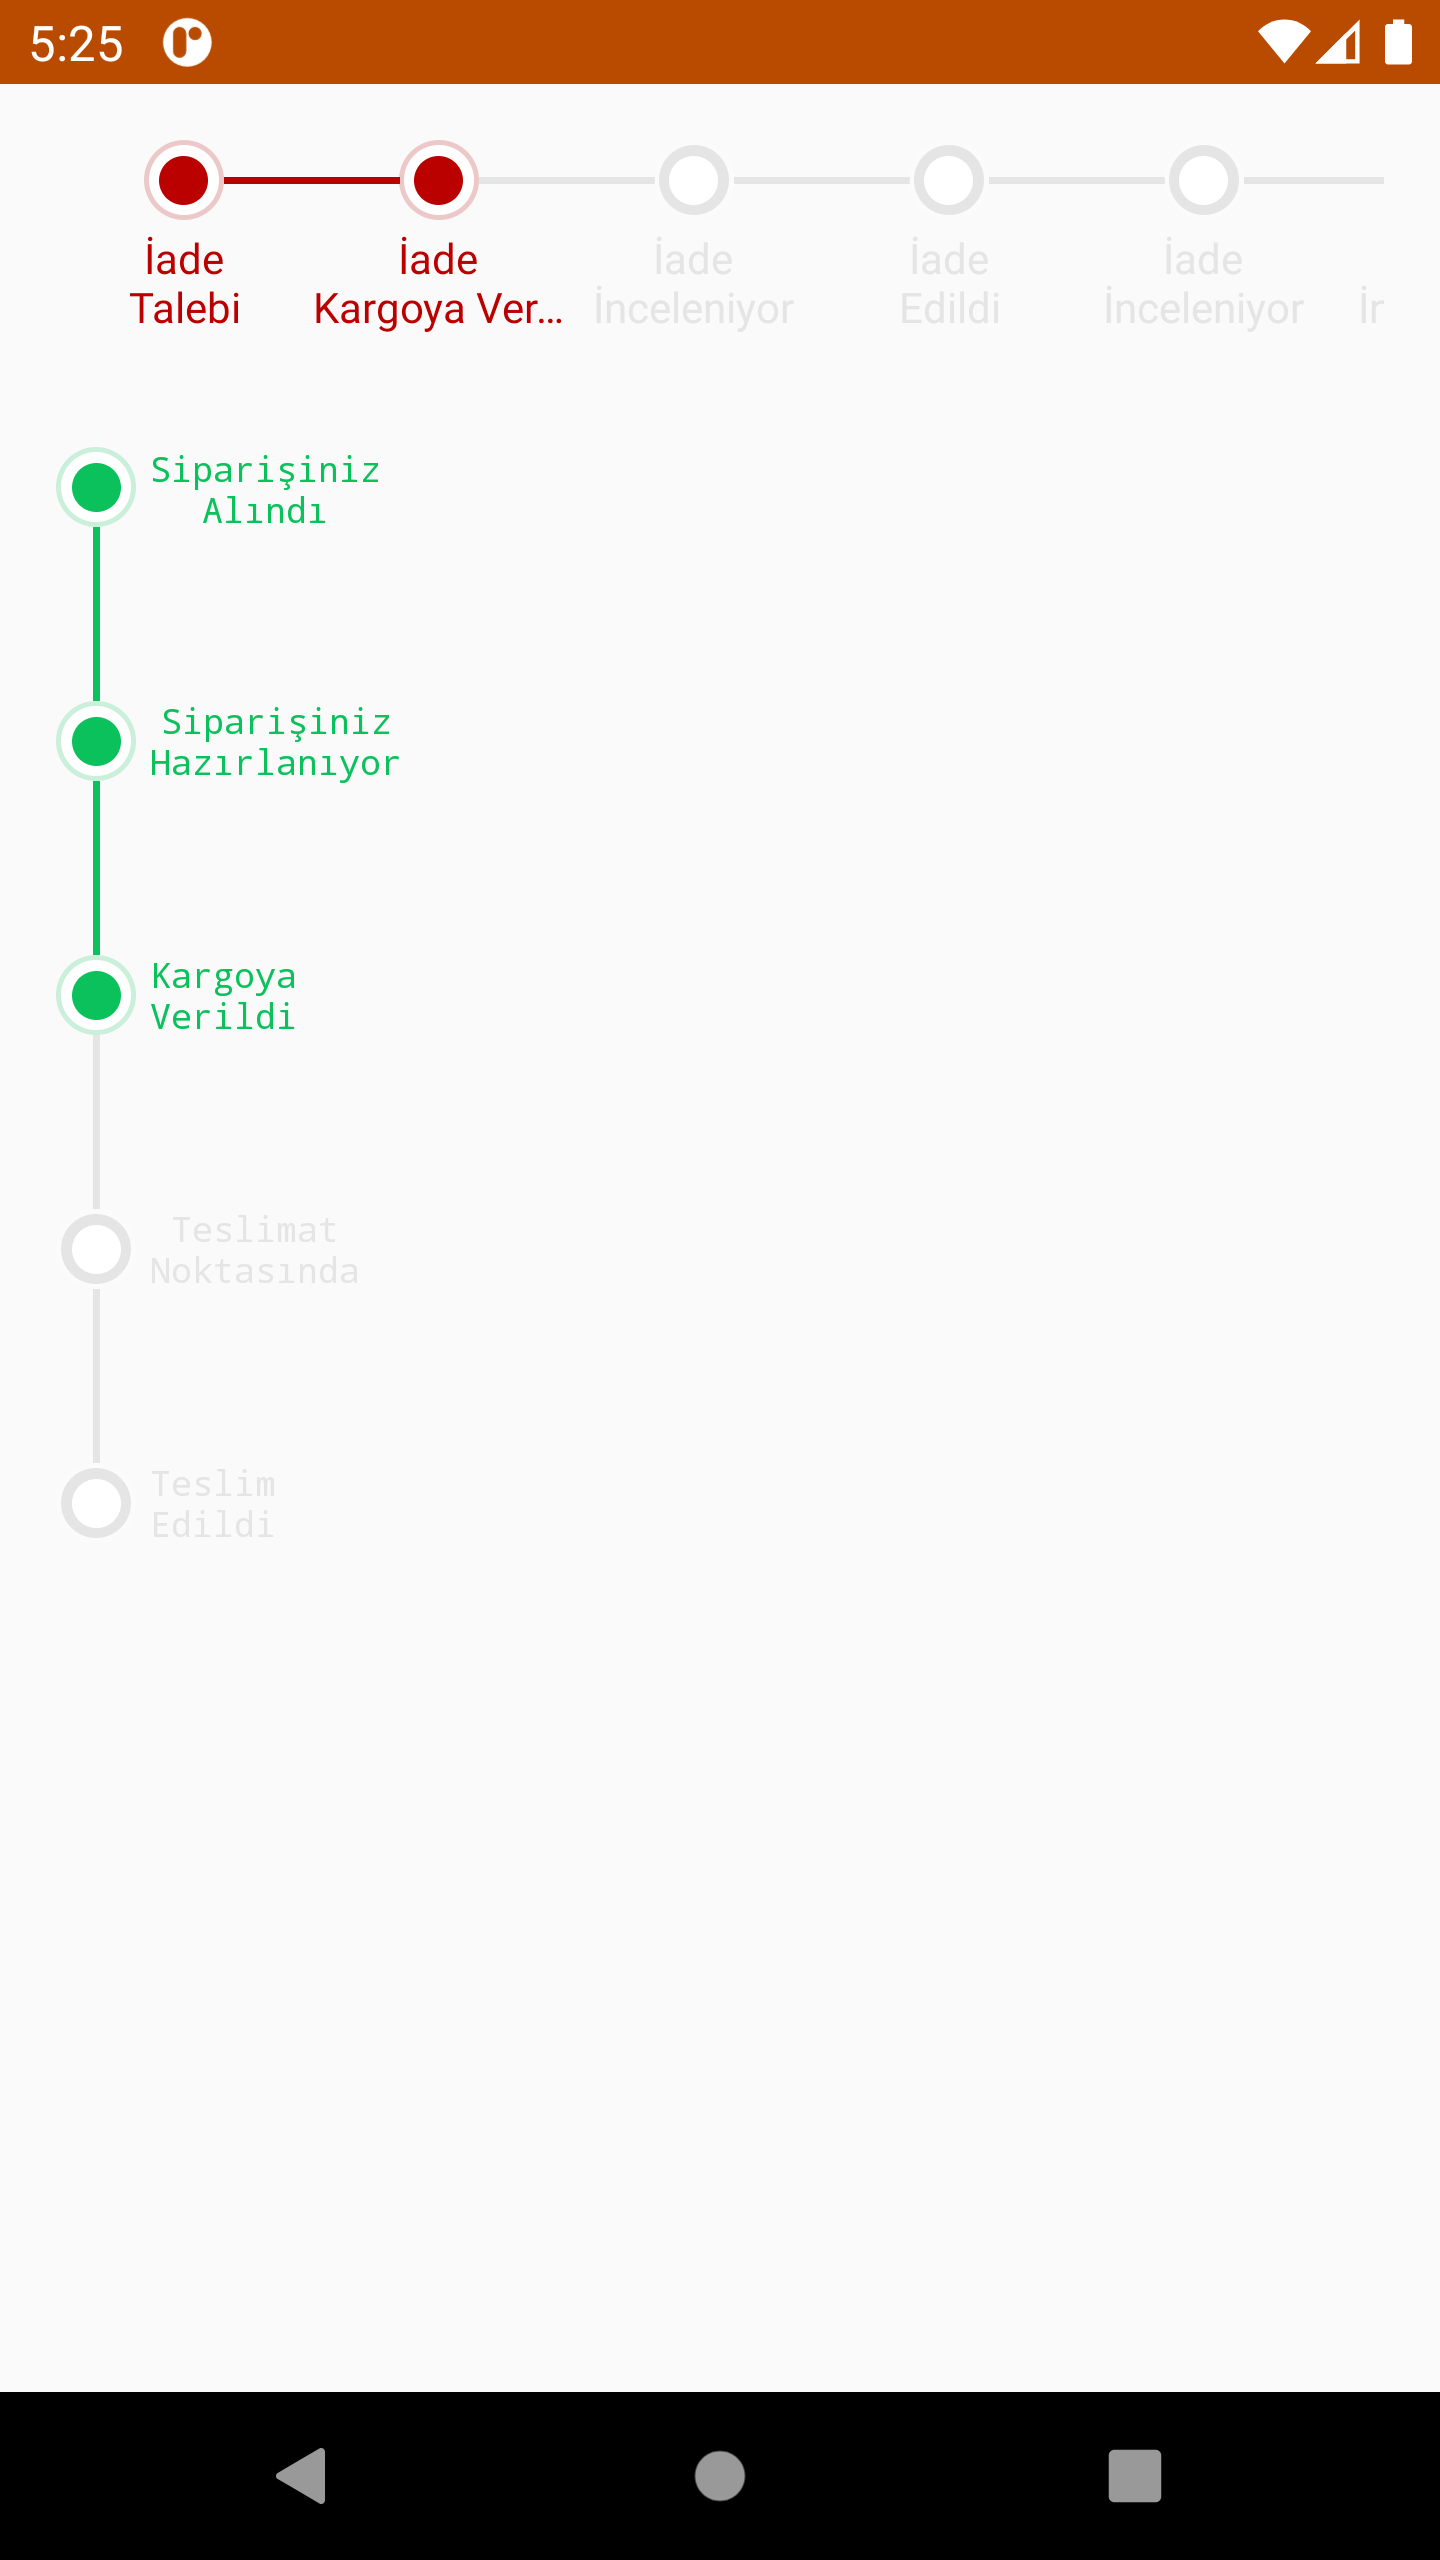 5:25
İade
Talebi
İade
Kargoya Ver...
İade
İnceleniyor
İade
Edildi
İade
İnceleniyor
Siparişiniz
Alındı
Siparişiniz
Hazırlanıyor
Kargoya
Verildi
Teslimat
Noktasında
Teslim
Edildi